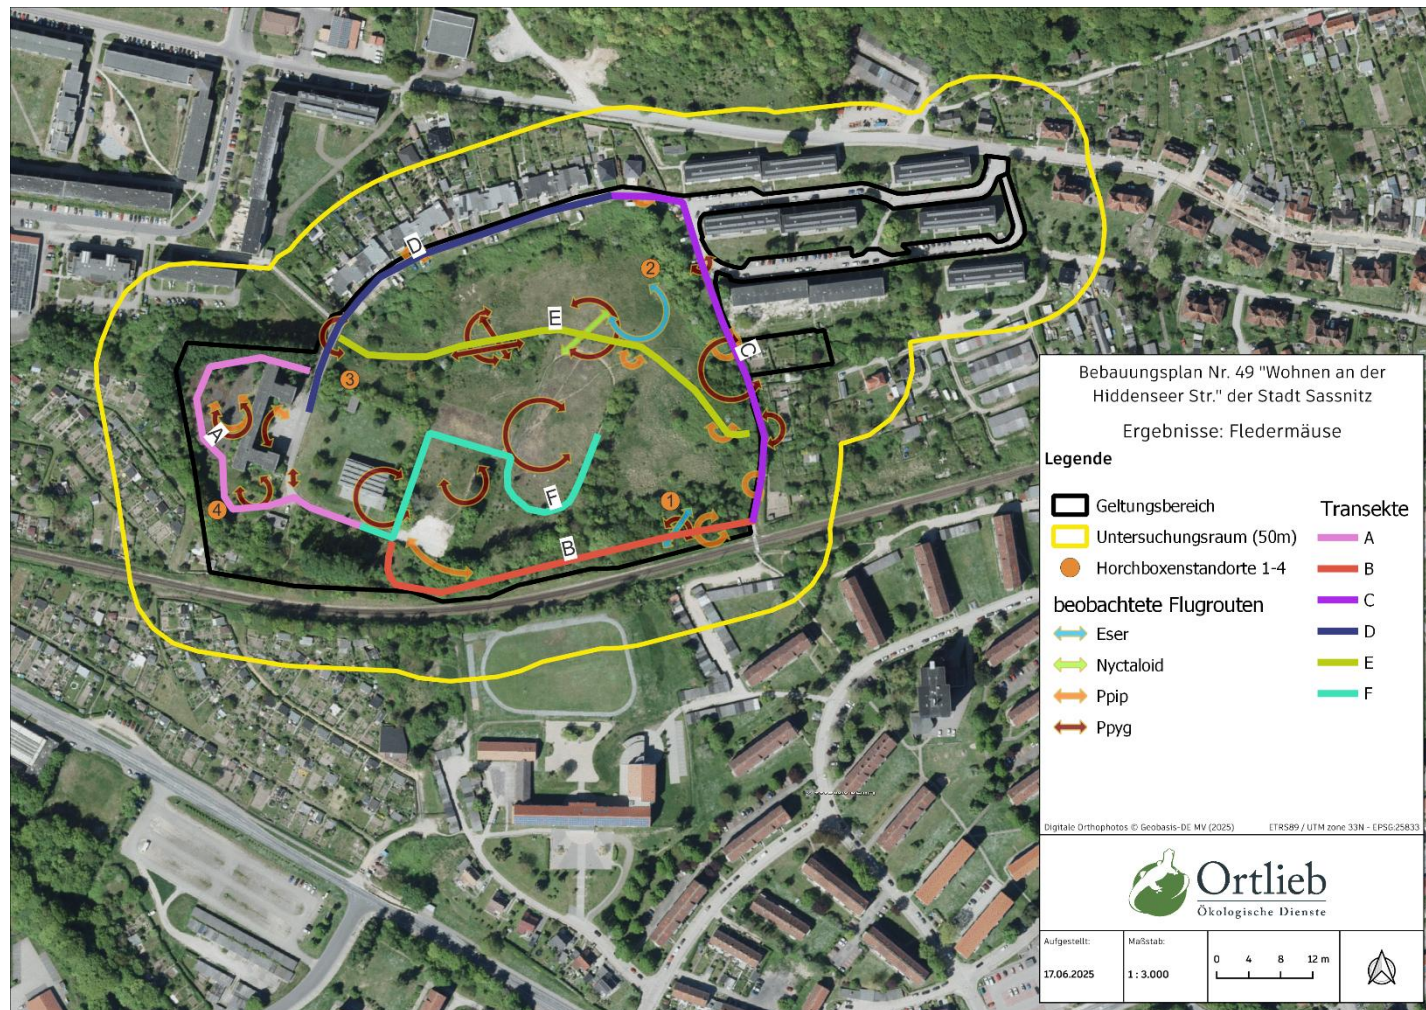 D
2
E
C
3
A
F
1
4
B
Bebauungsplan Nr. 49 "Wohnen an der
Hiddenseer Str." der Stadt Sassnitz
Ergebnisse: Fledermäuse
Legende
Geltungsbereich
Untersuchungsraum (50m)
Horchboxenstandorte 1-4
beobachtete Flugrouten
Eser
Nyctaloid
Ppip
Ppyg
Transekte
A
B
C
D
E
F
Digitale Orthophotos © Geobasis-DE MV (2025) ETRS89 / UTM zone 33N - EPSG:25833
Ortlieb
Ökologische Dienste
Aufgestellt:
17.06.2025
Maßstab:
1 : 3.000
0 4 8 12 m